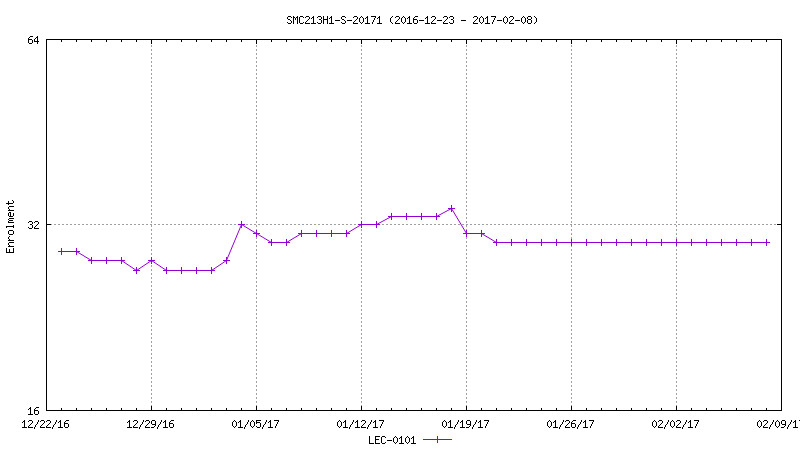 SMC213H1-S-20171 (2016-12-23 - 2017-02-08)
64
Enrolment
32
16
12/22/16 12/29/16 01/05/17 01/12/17 01/19/17 01/26/17 02/02/17 02/09/1
LEC-0101